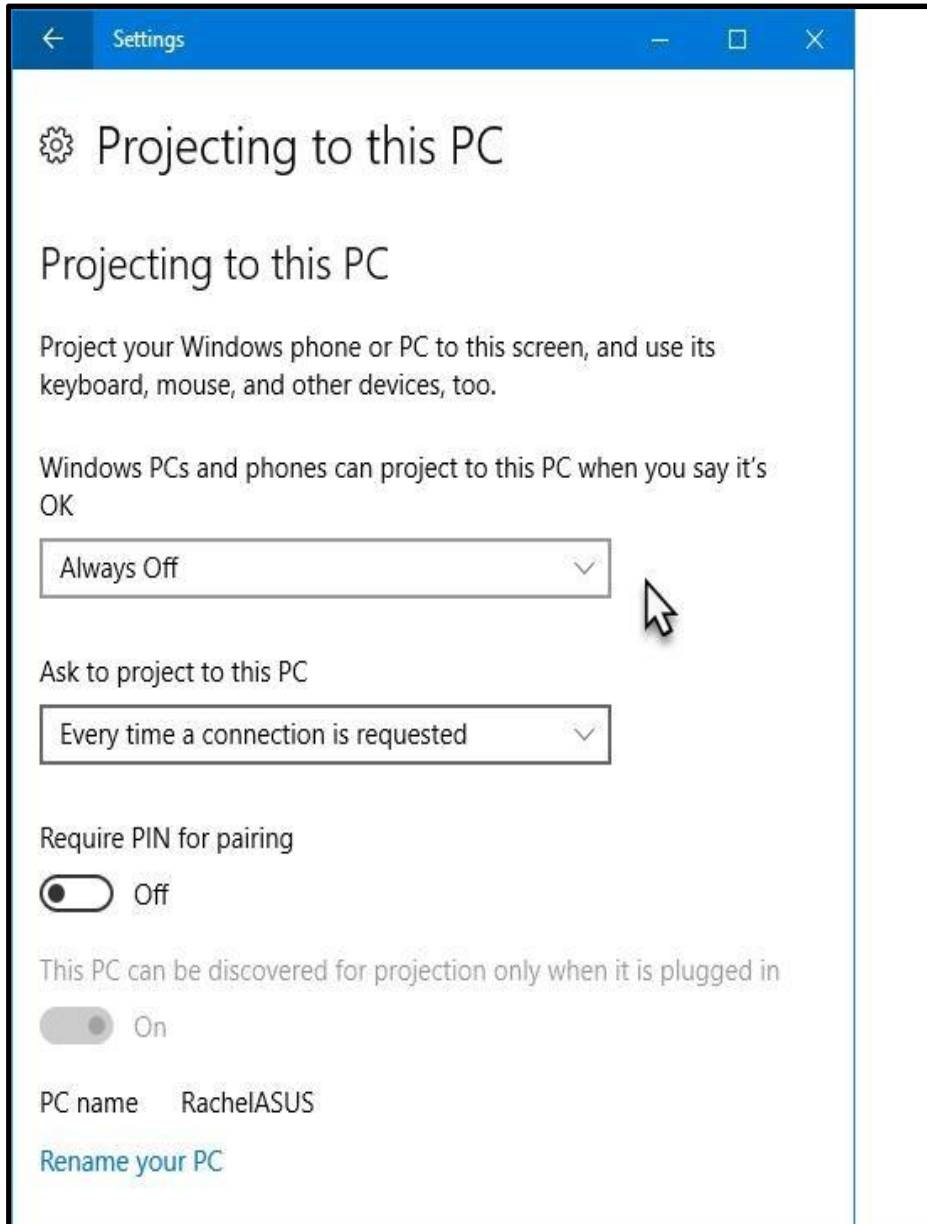 Settings
Projecting to this PC
Projecting to this PC
Project your Windows phone or PC to this screen, and use its
keyboard, mouse, and other devices, too.
Windows PCs and phones can project to this PC when you say it's
OK
Always Off
Ask to project to this PC
Every time a connection is requested
Require PIN for pairing
Off
This PC can be discovered for projection only when it is plugged in
On
PC name RachelASUS
Rename your PC